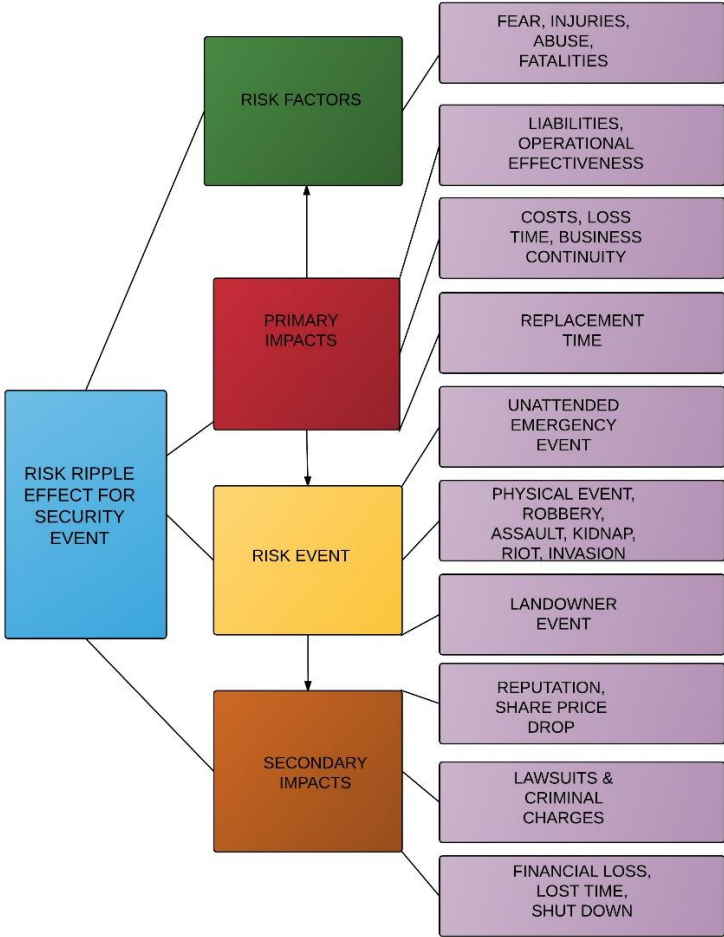 RISK RIPPLE
EFFECT FOR
SECURITY
EVENT
RISK FACTORS
FEAR, INJURIES,
ABUSE,
FATALITIES
PRIMARY
IMPACTS
LIABILITIES,
OPERATIONAL
EFFECTIVENESS
COSTS, LOSS
TIME, BUSINESS
CONTINUITY
REPLACEMENT
TIME
RISK EVENT
UNATTENDED
EMERGENCY
EVENT
PHYSICAL EVENT,
ROBBERY,
ASSAULT, KIDNAP,
RIOT, INVASION
LANDOWNER
EVENT
SECONDARY
IMPACTS
REPUTATION,
SHARE PRICE
DROP
LAWSUITS &
CRIMINAL
CHARGES
FINANCIAL LOSS,
LOST TIME,
SHUT DOWN